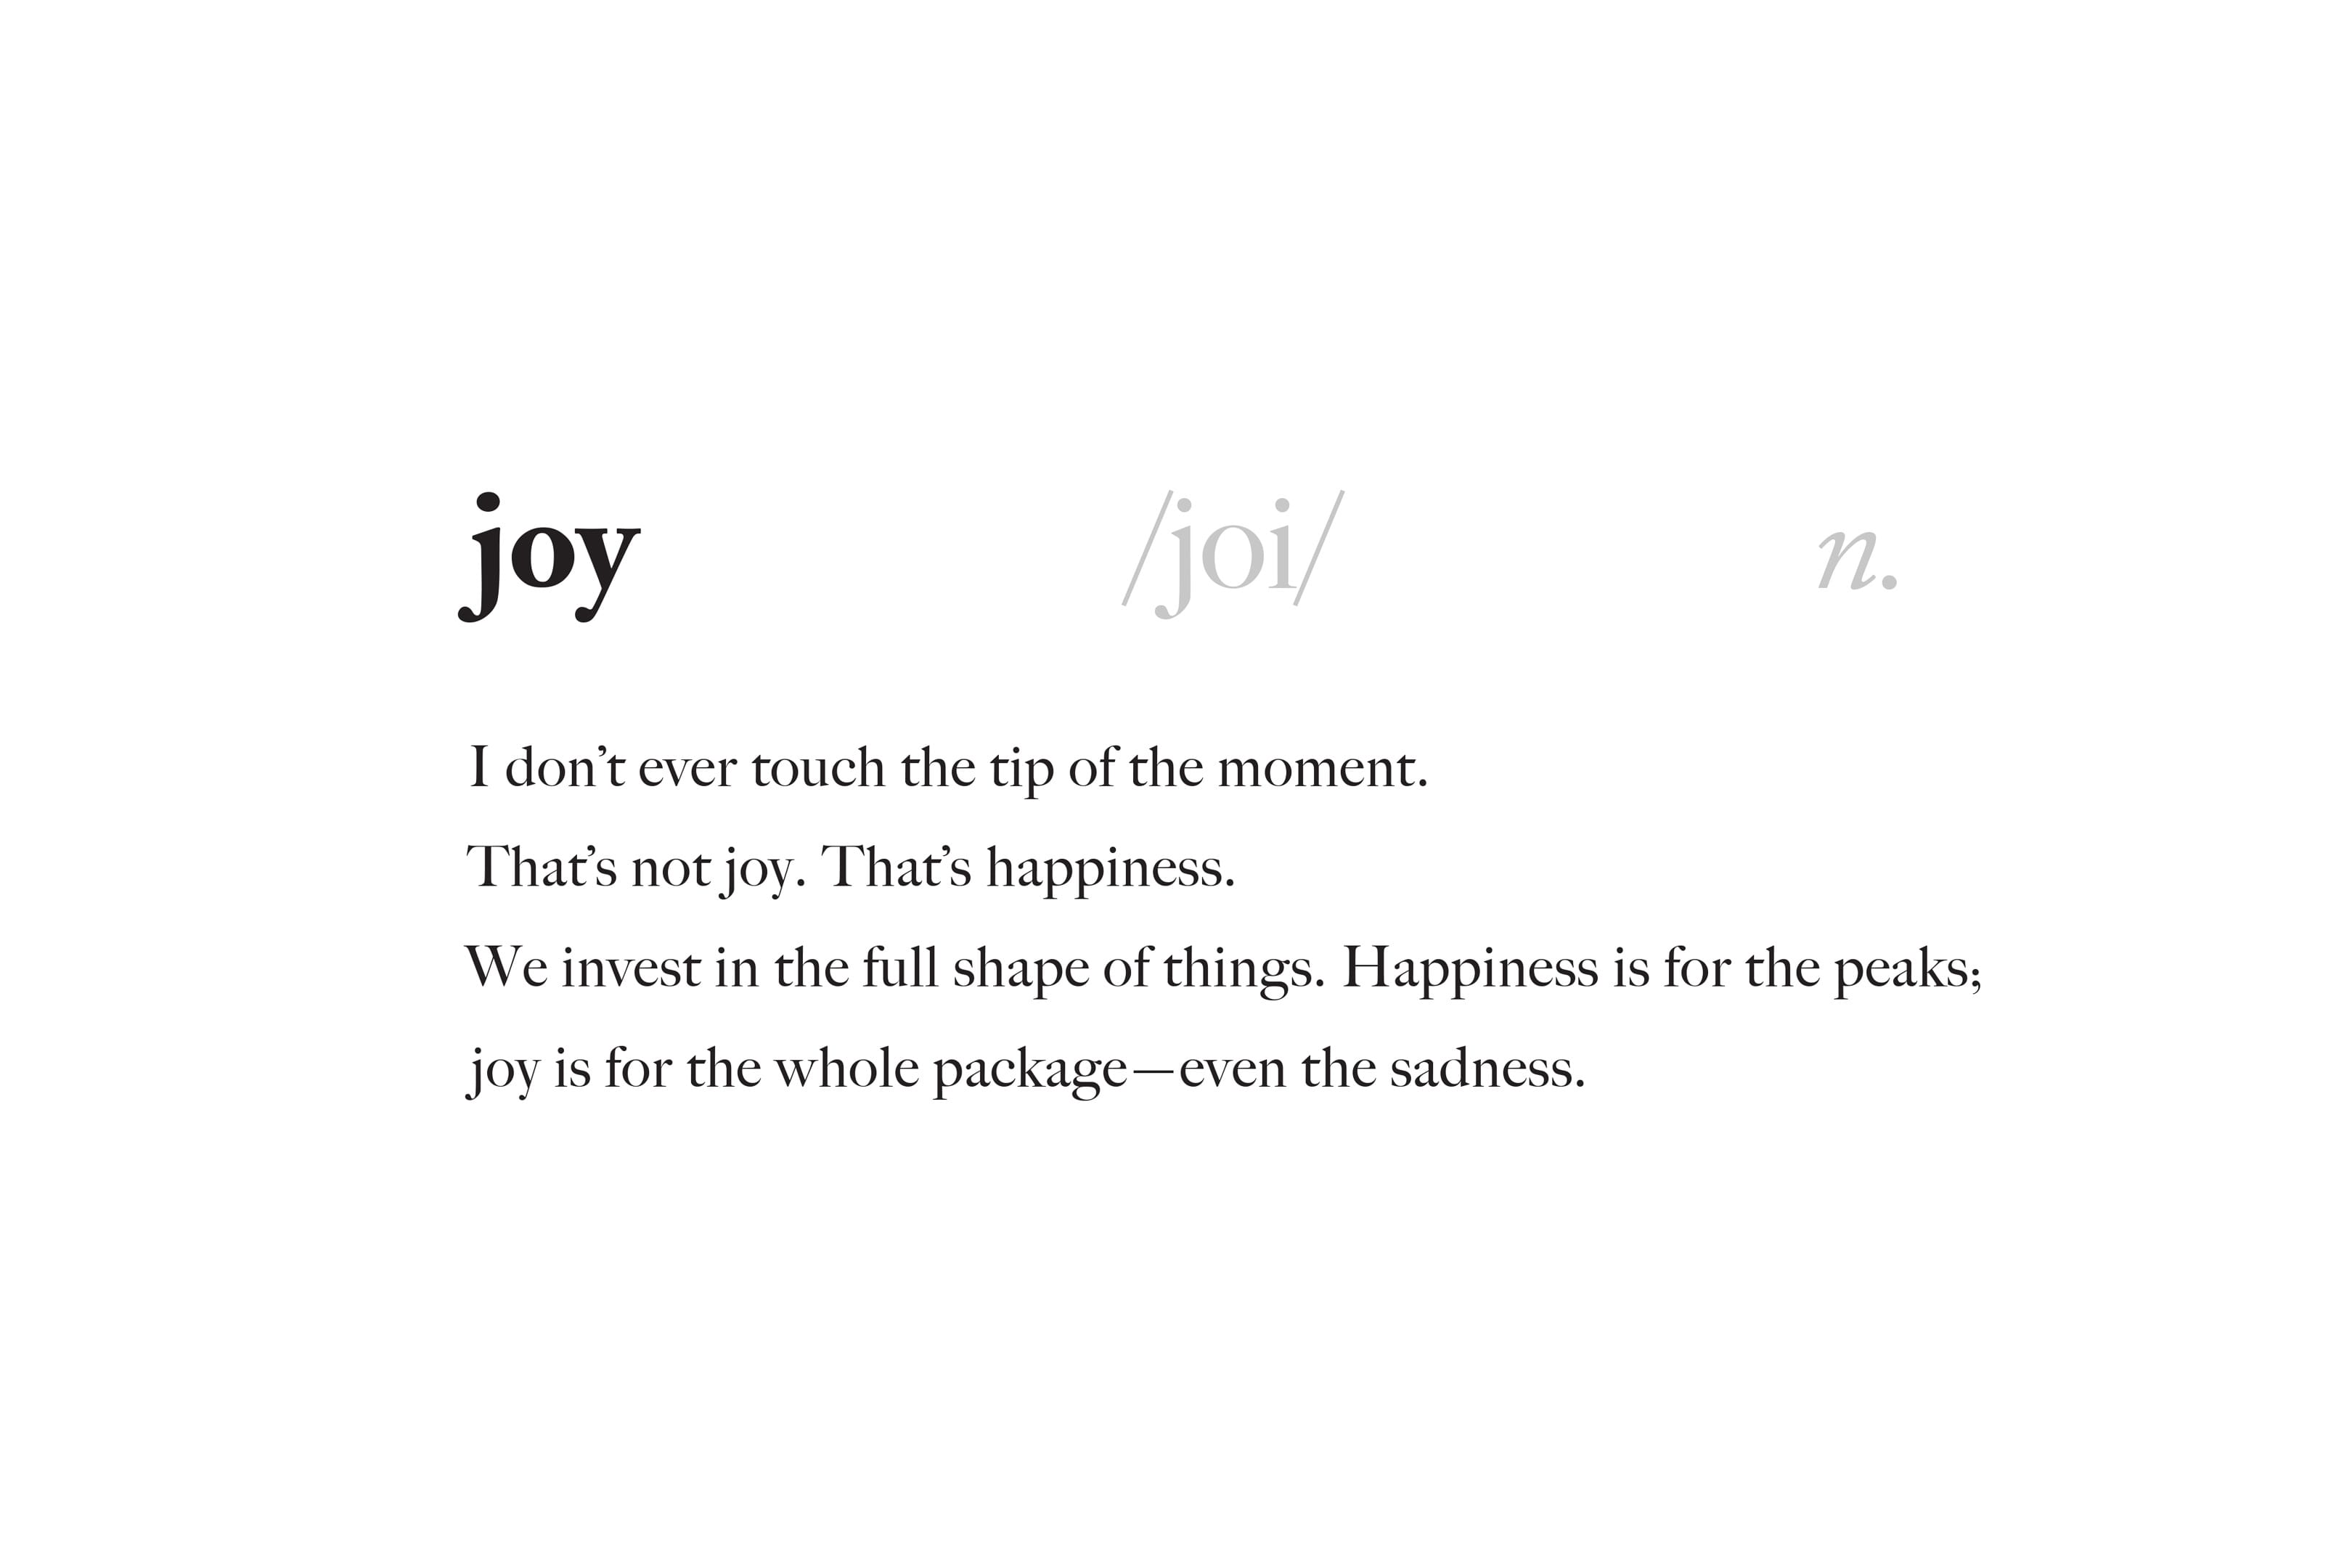 joy /joi/ n.
I don’t ever touch the tip of the moment.
That’s not joy. That’s happiness.
We invest in the full shape of things. Happiness is for the peaks;
joy is for the whole package—even the sadness.